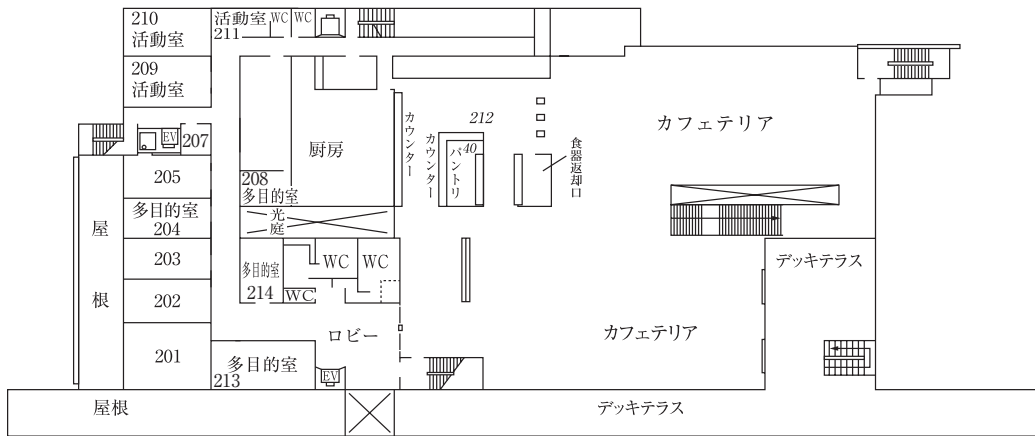 210
活動室
活動室
211
WC
WC
209
活動室
EV
207
205
多目的室
204
203
202
201
屋根
厨房
208
多目的室
光庭
多目的室
214
WC
WC
WC
ロビー
多目的室
213
EV
カウンター
カウンター
212
40
パントリ
食器返却口
カフェテリア
カフェテリア
デッキテラス
屋根
デッキテラス